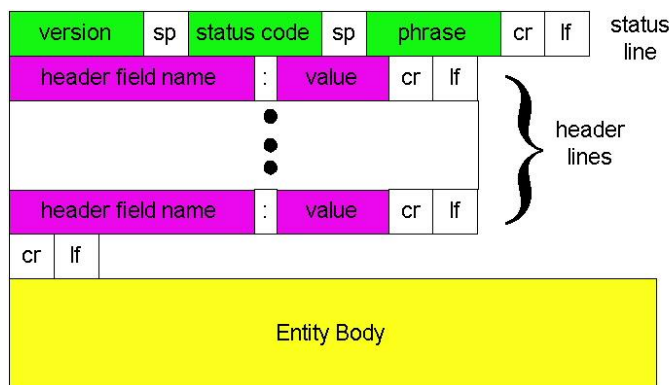 version sp status code sp phrase cr lf status line
header field name : value cr lf
header lines
header field name : value cr lf
cr lf
Entity Body